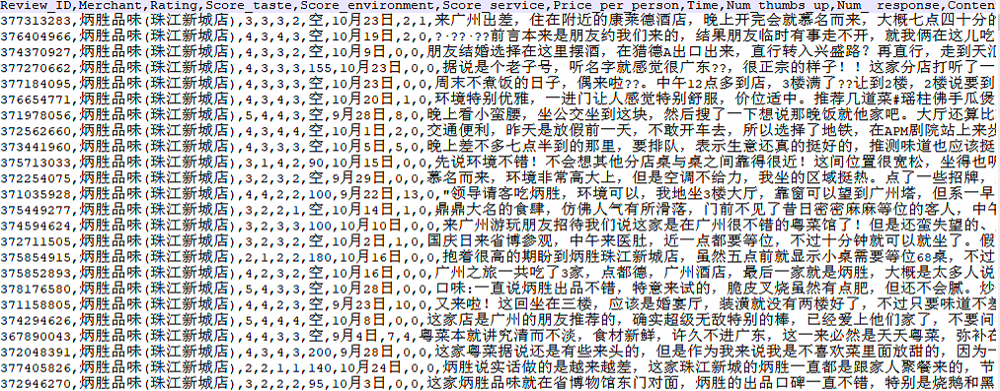 Review_ID,Merchant,Rating,Score_taste,Score_environment,Score_service,Price_per_person,Time,Num_thumbs_up,Num_ response,Content
377313283,炳胜品味(珠江新城店),3,3,3,2,空,10月23日,2,1,来广州出差，住在附近的康莱德酒店，晚上开完会就慕名而来，大概七点四十分的
376404966,炳胜品味(珠江新城店),4,3,3,3,空,10月19日,2,0,?·??·??前言本来是朋友约我们来的，结果朋友临时有事走不开，就我俩在这儿吃
374370927,炳胜品味(珠江新城店),4,3,3,2,空,10月9日,0,0,朋友结婚选择在这里摆酒，在猎德A出口出来，直行转入兴盛路？再直行，走到天汇
377270662,炳胜品味(珠江新城店),4,3,3,3,155,10月23日,0,0,据说是个老子号，听名字就感觉很广东??，很正宗的样子！！这家分店打听了一
377184095,炳胜品味(珠江新城店),4,3,3,3,空,10月23日,0,0,周末不煮饭的日子，偶来啦??。中午12点多到店，3楼满了??让到2楼，2楼说要到
376654771,炳胜品味(珠江新城店),4,3,4,3,空,10月20日,1,0,环境特别优雅，一进门让人感觉特别舒服，价位适中。推荐几道菜#瑶柱佛手瓜煲
371978056,炳胜品味(珠江新城店),5,4,3,3,空,9月28日,8,0,晚上看小蛮腰，坐公交坐到这块，然后搜了一下想说那晚饭就他家吧。大厅还算比
372562660,炳胜品味(珠江新城店),4,3,4,4,空,10月1日,2,0,交通便利，昨天是放假前一天，不敢开车去，所以选择了地铁，在APM剧院站上来步
373441960,炳胜品味(珠江新城店),4,3,3,3,空,10月5日,5,0,晚上差不多七点半到的那里，要排队，表示生意还真的挺好的，推测味道也应该挺
375713033,炳胜品味(珠江新城店),3,1,4,2,90,10月15日,0,0,先说环境不错！不会想其他分店桌与桌之间靠得很近！这间位置很宽松，坐得也
372254075,炳胜品味(珠江新城店),3,2,3,2,空,9月29日,0,0,慕名而来，环境非常高大上，但是空调不给力，我坐的区域挺热。点了一些招牌，
371035928,炳胜品味(珠江新城店),4,4,2,2,100,9月22日,13,0,"领导请客吃炳胜，环境可以，我地坐3楼大厅，靠窗可以望到广州塔，但系一早
375449277,炳胜品味(珠江新城店),3,2,2,1,空,10月14日,1,0,鼎鼎大名的食肆，仿佛人气有所滑落，门前不见了昔日密密麻麻等位的客人，中午
374594624,炳胜品味(珠江新城店),3,2,3,3,100,10月10日,0,0,来广州游玩朋友招待我们说这家是在广州很不错的粤菜馆了！但是还蛮失望的、
372711505,炳胜品味(珠江新城店),3,2,3,2,空,10月2日,1,0,国庆日来省博参观，中午来医肚，近一点都要等位，不过十分钟就可以就坐了。假
375854915,炳胜品味(珠江新城店),2,2,2,2,180,10月16日,0,0,抱着很高的期盼到炳胜珠江新城店，虽然五点前就显示小桌需要等位68桌，不过
375852893,炳胜品味(珠江新城店),4,2,3,2,空,10月16日,0,0,广州之旅一共吃了3家，点都德，广州酒店，最后一家就是炳胜，大概是太多人说
378176580,炳胜品味(珠江新城店),5,4,3,3,空,10月28日,0,0,口味:一直说炳胜出品不错，特意来试的，脆皮叉烧虽然有点肥，但还不会腻。炒
371158805,炳胜品味(珠江新城店),4,4,2,3,空,9月23日,10,0,又来啦！这回坐在三楼，应该是婚宴厅，装潢就没有两楼好了，不过只要味道不差
374294626,炳胜品味(珠江新城店),5,4,4,4,空,10月8日,0,0,这家店是广州的朋友推荐的，确实超级无敌特别的棒，已经爱上他们家了，不要问
367890043,炳胜品味(珠江新城店),4,3,3,3,空,9月4日,7,4,粤菜本就讲究清而不淡，食材新鲜，许久不进广东，这一来必然是天天粤菜，弥补在
372048391,炳胜品味(珠江新城店),4,3,4,3,200,9月28日,0,0,这家粤菜据说还是有些来头的，但是作为我来说我是不喜欢菜里面放甜的，因为一
377405826,炳胜品味(珠江新城店),3,2,1,1,140,10月24日,0,0,炳胜说实话做的是越来越差，这家珠江新城的炳胜一直都是跟家人聚餐来的，节
372946270,炳胜品味(珠江新城店),3,2,2,2,95,10月3日,0,0,这家炳胜品味就在省博物馆东门对面，炳胜的出品口碑一直不错，特别是烧鹅和黑